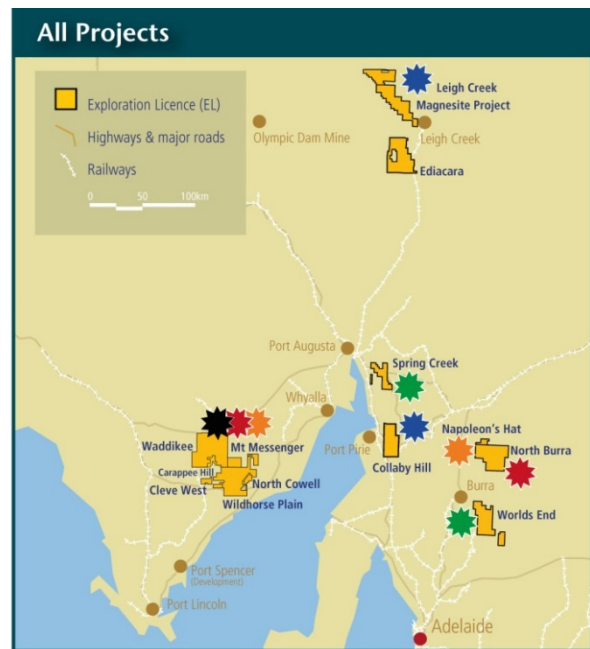 All Projects
Exploration Licence (EL)
Highways & major roads
Railways
0 50 100km
Olympic Dam Mine
Leigh Creek
Magnesite Project
Leigh Creek
Ediacara
Port Augusta
Spring Creek
Whyalla
Napoleon's Hat
Waddikee
Mt Messenger
Port Pirie
North Burra
Collaby Hill
Carappee Hill
Cleve West
North Cowell
Burra
Wildhorse Plain
Worlds End
Port Spencer
(Development)
Port Lincoln
Adelaide